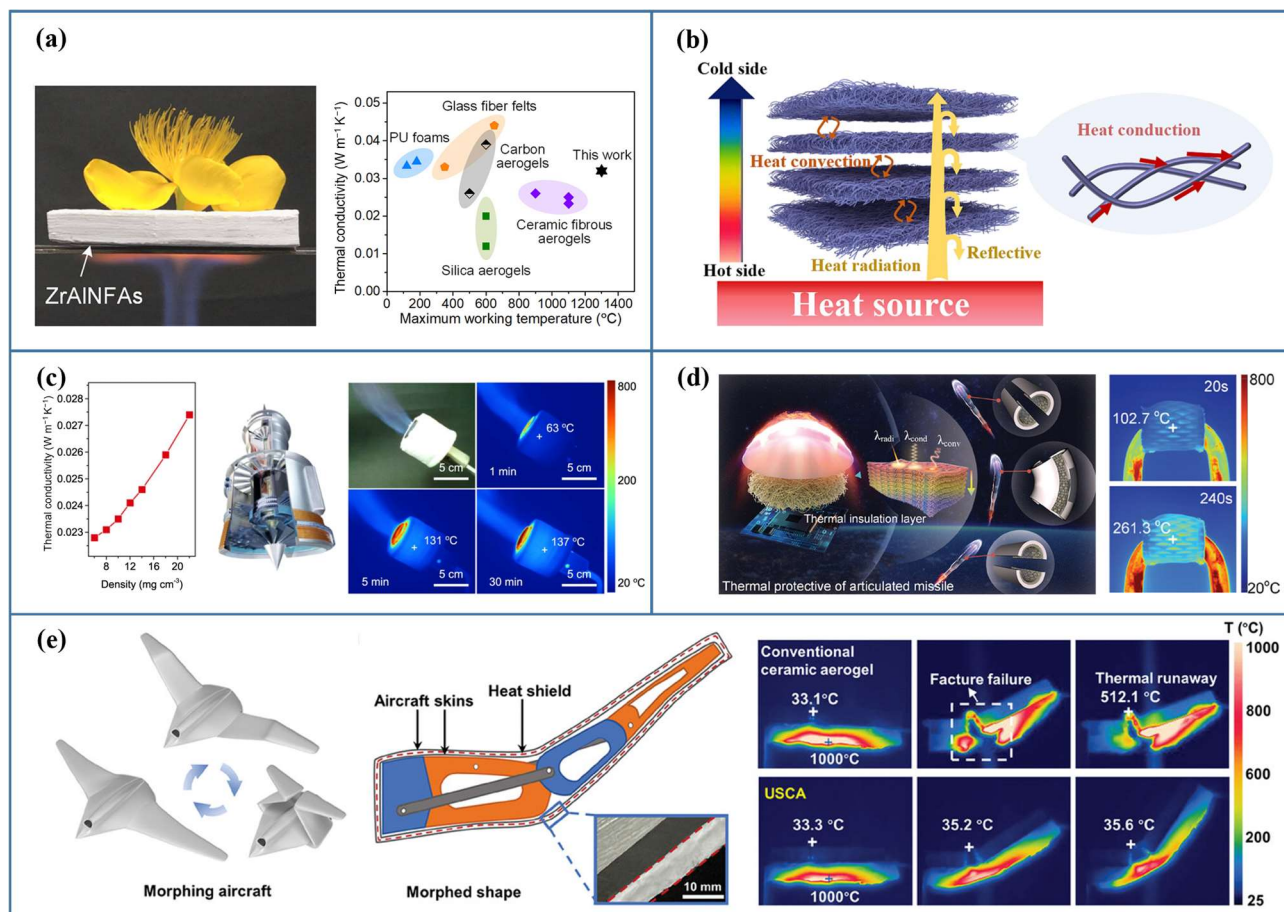 (a)
ZrAlNFAs
Thermal conductivity (W m⁻¹ K⁻¹)
0.05
0.04
0.03
0.02
0.01
0.00
Glass fiber felts
PU foams
Carbon
aerogels
This work
Ceramic fibrous
aerogels
Silica aerogels
0 200 400 600 800 1000 1200 1400
Maximum working temperature (°C)
(b)
Cold side
Hot side
Heat convection
Heat radiation
Reflective
Heat source
Heat conduction
(c)
Thermal conductivity (W m⁻¹ K⁻¹)
0.028
0.027
0.026
0.025
0.024
0.023
8 12 16 20
Density (mg cm⁻³)
5 cm
63 °C
1 min
5 cm
131 °C
5 min
5 cm
137 °C
30 min
5 cm
800
200
20 °C
(d)
λradi
λcond
λconv
Thermal insulation layer
Thermal protective of articulated missile
20s
102.7 °C
240s
261.3 °C
800
200
20°C
(e)
Morphing aircraft
Aircraft skins
Heat shield
10 mm
Morphed shape
Conventional
ceramic aerogel
33.1°C
1000°C
Facture failure
Thermal runaway
512.1 °C
USCA
33.3 °C
1000°C
35.2 °C
35.6 °C
T (°C)
1000
800
600
400
200
25